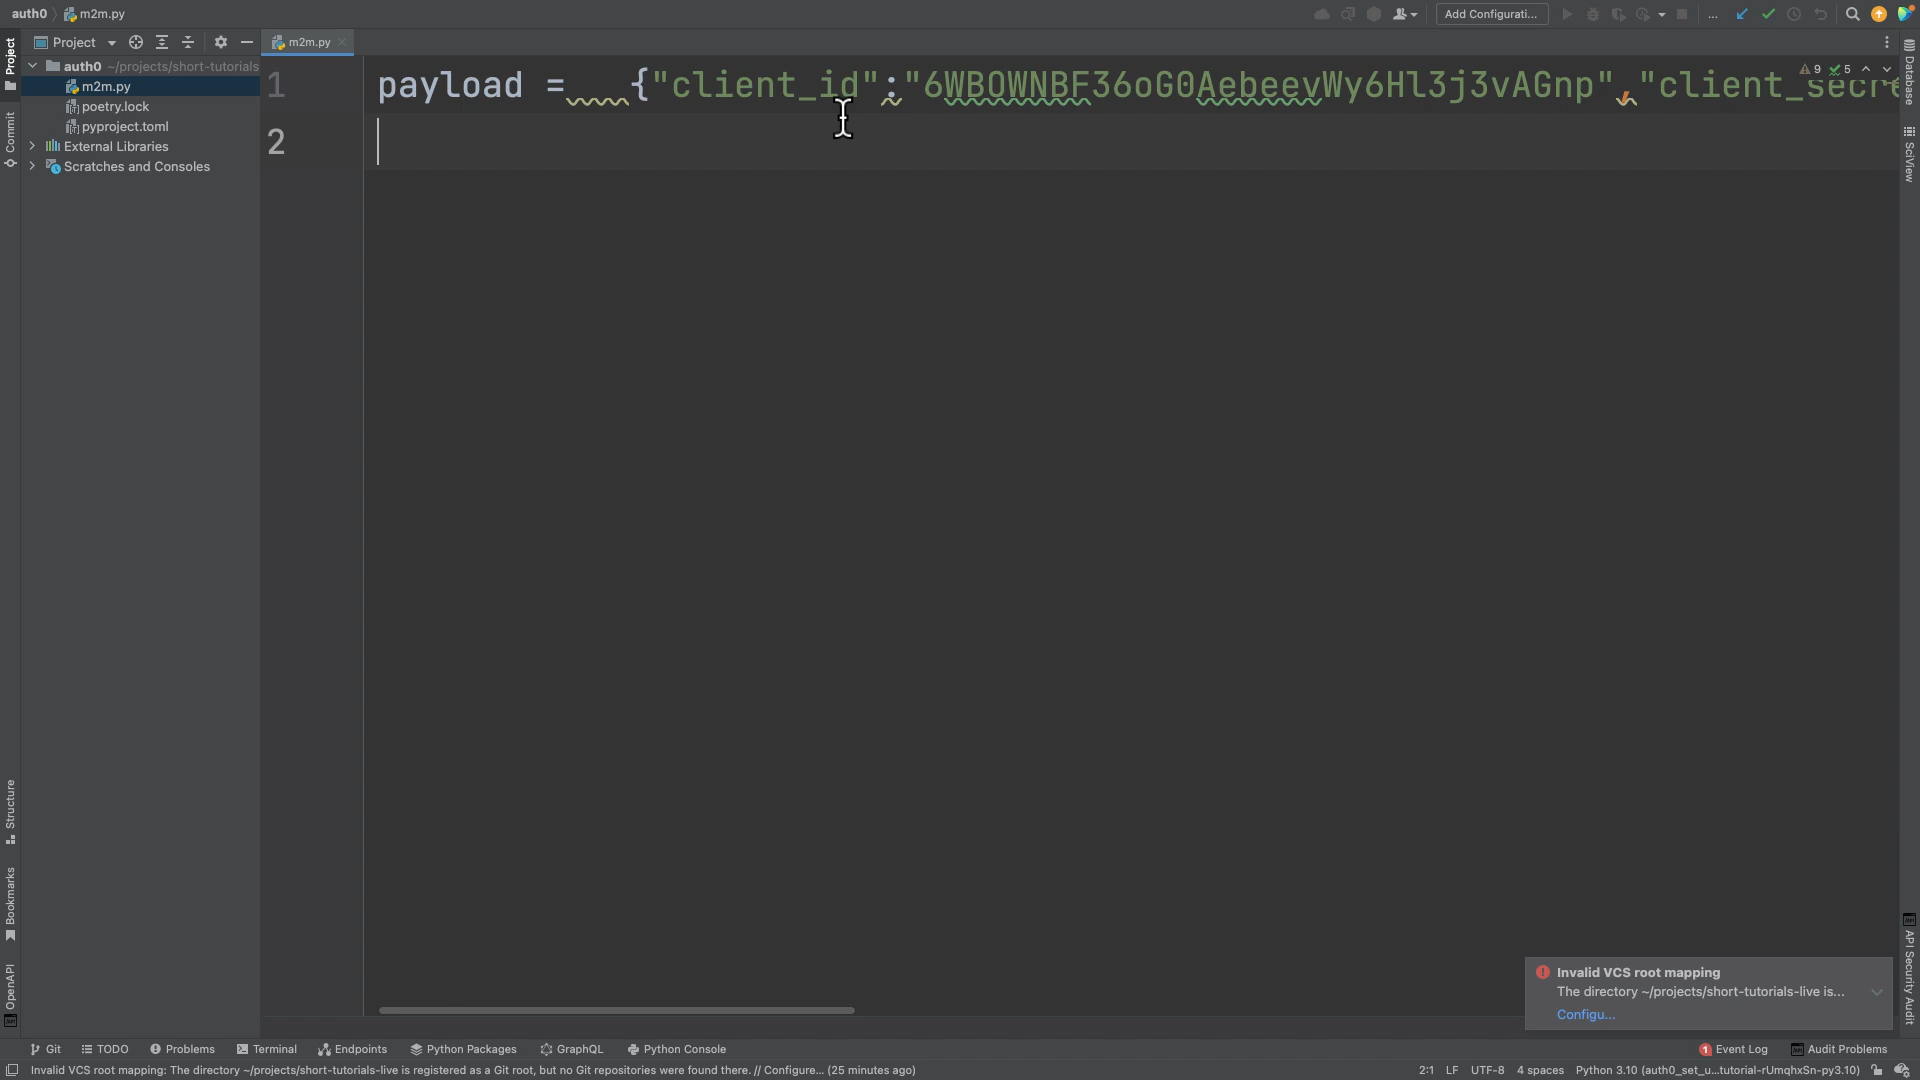 auth0
m2m.py
Add Configurati...
...
Project
m2m.py
9
5
auth0 ~/projects/short-tutorials
m2m.py
poetry.lock
pyproject.toml
External Libraries
Scratches and Consoles
1
payload = {"client_id":"6WBOWNBF36oG0AebeevWy6Hl3j3vAGnp","client_secre
2
Project
Commit
Structure
Bookmarks
OpenAPI
Database
SciView
API Security Audit
Invalid VCS root mapping
The directory ~/projects/short-tutorials-live is...
Configu...
Git
TODO
Problems
Terminal
Endpoints
Python Packages
GraphQL
Python Console
1
Event Log
Audit Problems
Invalid VCS root mapping: The directory ~/projects/short-tutorials-live is registered as a Git root, but no Git repositories were found there. // Configure... (25 minutes ago)
2:1
LF
UTF-8
4 spaces
Python 3.10 (auth0_set_u...tutorial-rUmqhxSn-py3.10)